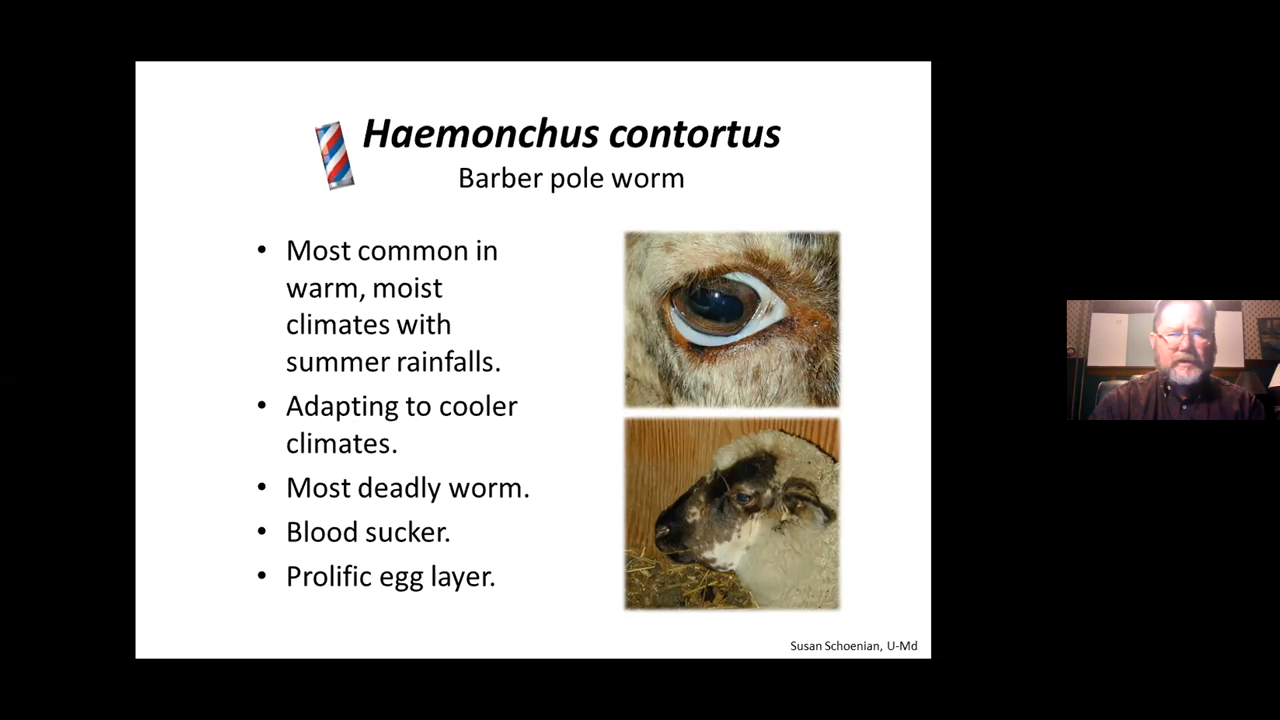 Haemonchus contortus
Barber pole worm
• Most common in
warm, moist
climates with
summer rainfalls.
• Adapting to cooler
climates.
• Most deadly worm.
• Blood sucker.
• Prolific egg layer.
Susan Schoenian, U-Md